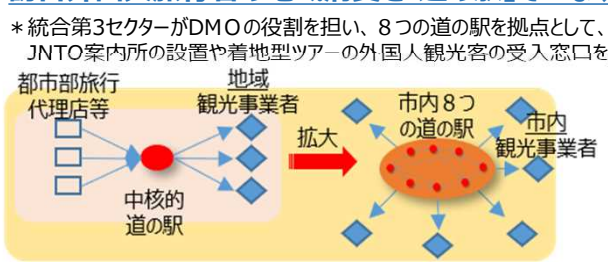 ＊統合第3セクターがDMOの役割を担い、８つの道の駅を拠点として、
JNTO案内所の設置や着地型ツアーの外国人観光客の受入窓口を
都市部旅行
代理店等
地域
観光事業者
中核的
道の駅
拡大
市内８つ
の道の駅
市内
観光事業者